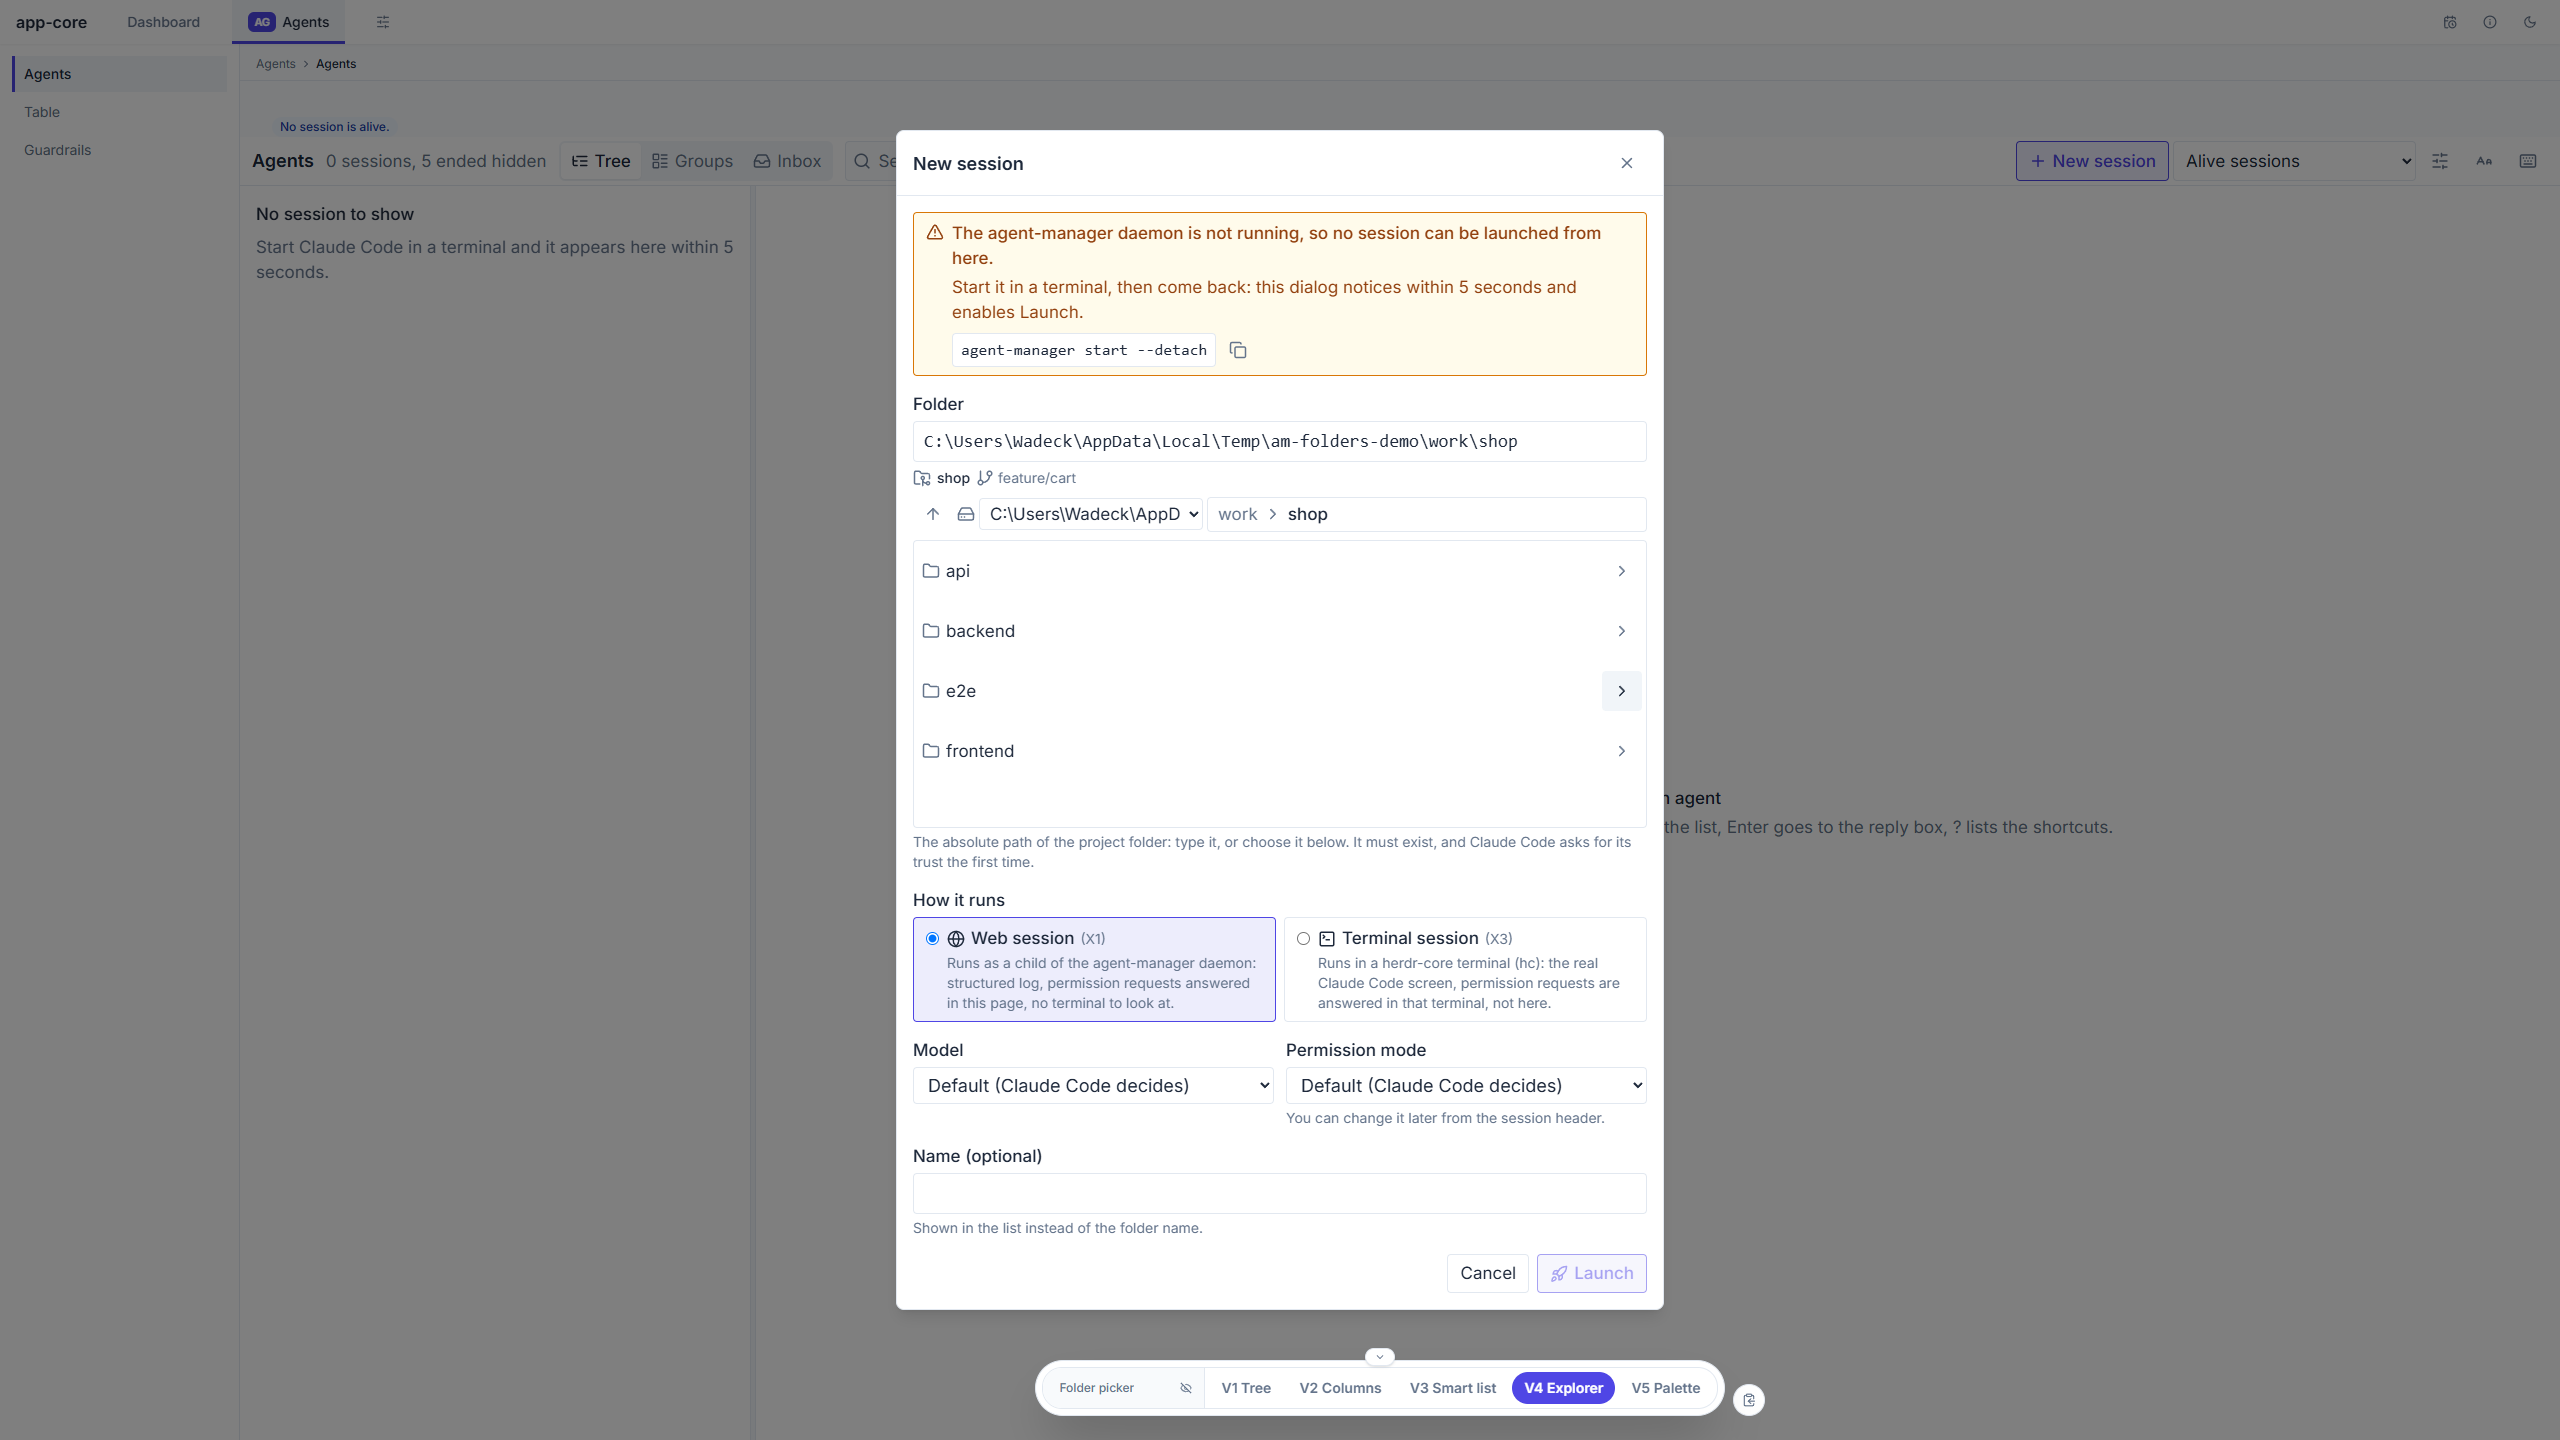 app-core
Dashboard
AG Agents
Agents
Table
Guardrails
Agents > Agents
No session is alive.
Agents 0 sessions, 5 ended hidden
Tree
Groups
Inbox
New session
Alive sessions
Aa
No session to show
Start Claude Code in a terminal and it appears here within 5
seconds.
agent
the list, Enter goes to the reply box, ? lists the shortcuts.
New session
The agent-manager daemon is not running, so no session can be launched from
here.
Start it in a terminal, then come back: this dialog notices within 5 seconds and
enables Launch.
agent-manager start --detach
Folder
C:\Users\Wadeck\AppData\Local\Temp\am-folders-demo\work\shop
shop feature/cart
C:\Users\Wadeck\AppD
work > shop
api
backend
e2e
frontend
The absolute path of the project folder: type it, or choose it below. It must exist, and Claude Code asks for its
trust the first time.
How it runs
Web session (X1)
Runs as a child of the agent-manager daemon:
structured log, permission requests answered
in this page, no terminal to look at.
Terminal session (X3)
Runs in a herdr-core terminal (hc): the real
Claude Code screen, permission requests are
answered in that terminal, not here.
Model
Default (Claude Code decides)
Permission mode
Default (Claude Code decides)
You can change it later from the session header.
Name (optional)
Shown in the list instead of the folder name.
Cancel
Launch
Folder picker
V1 Tree
V2 Columns
V3 Smart list
V4 Explorer
V5 Palette